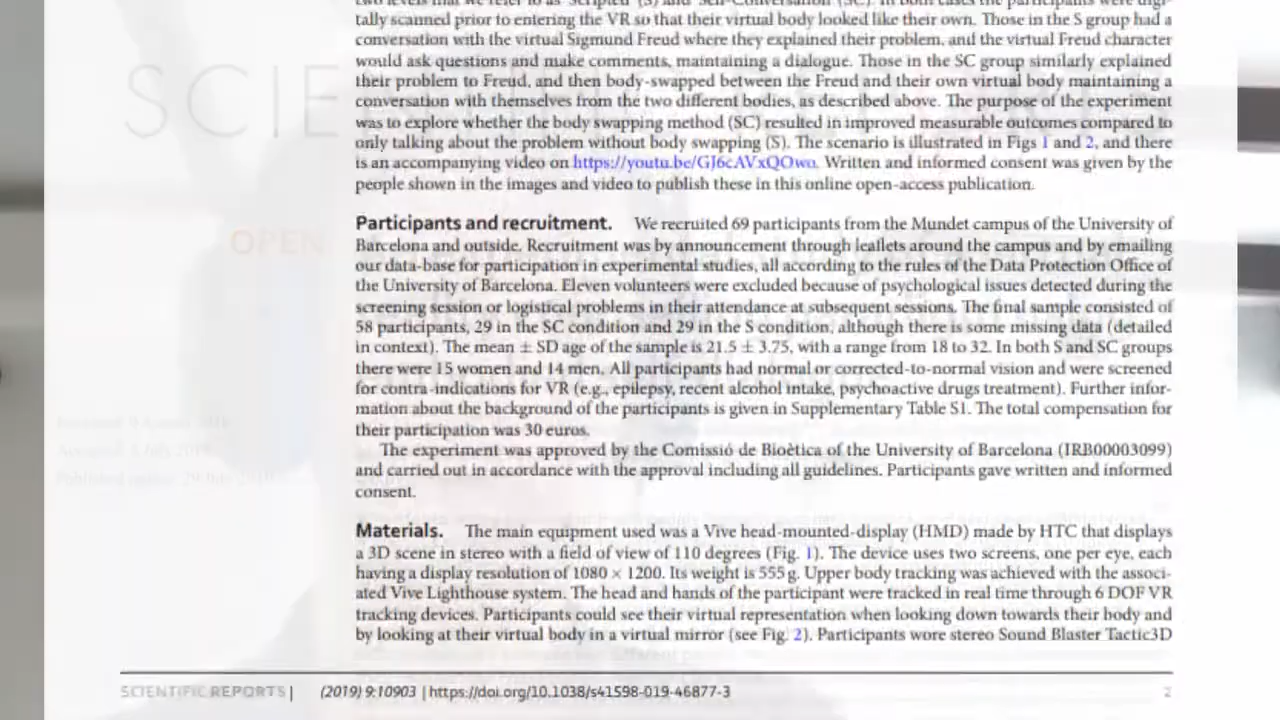 two levels that we refer to as 'Scripted' (S) and 'Self-Conversation' (SC). In both cases the participants were digi-
tally scanned prior to entering the VR so that their virtual body looked like their own. Those in the S group had a
conversation with the virtual Sigmund Freud where they explained their problem, and the virtual Freud character
would ask questions and make comments, maintaining a dialogue. Those in the SC group similarly explained
their problem to Freud, and then body-swapped between the Freud and their own virtual body maintaining a
SCIE
conversation with themselves from the two different bodies, as described above. The purpose of the experiment
was to explore whether the body swapping method (SC) resulted in improved measurable outcomes compared to
only talking about the problem without body swapping (S). The scenario is illustrated in Figs 1 and 2, and there
is an accompanying video on https://youtu.be/GJ6cAVxQOwo. Written and informed consent was given by the
people shown in the images and video to publish these in this online open-access publication.
Participants and recruitment. We recruited 69 participants from the Mundet campus of the University of
OPEN
Barcelona and outside. Recruitment was by announcement through leaflets around the campus and by emailing
our data-base for participation in experimental studies, all according to the rules of the Data Protection Office of
the University of Barcelona. Eleven volunteers were excluded because of psychological issues detected during the
screening session or logistical problems in their attendance at subsequent sessions. The final sample consisted of
58 participants, 29 in the SC condition and 29 in the S condition, although there is some missing data (detailed
in context). The mean ± SD age of the sample is 21.5 ± 3.75, with a range from 18 to 32. In both S and SC groups
there were 15 women and 14 men. All participants had normal or corrected-to-normal vision and were screened
for contra-indications for VR (e.g., epilepsy, recent alcohol intake, psychoactive drugs treatment). Further infor-
mation about the background of the participants is given in Supplementary Table S1. The total compensation for
their participation was 30 euros.
The experiment was approved by the Comissió de Bioètica of the University of Barcelona (IRB00003099)
and carried out in accordance with the approval including all guidelines. Participants gave written and informed
consent.
Materials. The main equipment used was a Vive head-mounted-display (HMD) made by HTC that displays
a 3D scene in stereo with a field of view of 110 degrees (Fig. 1). The device uses two screens, one per eye, each
having a display resolution of 1080 × 1200. Its weight is 555 g. Upper body tracking was achieved with the associ-
ated Vive Lighthouse system. The head and hands of the participant were tracked in real time through 6 DOF VR
tracking devices. Participants could see their virtual representation when looking down towards their body and
by looking at their virtual body in a virtual mirror (see Fig. 2). Participants wore stereo Sound Blaster Tactic3D
SCIENTIFIC REPORTS | (2019) 9:10903 | https://doi.org/10.1038/s41598-019-46877-3 2